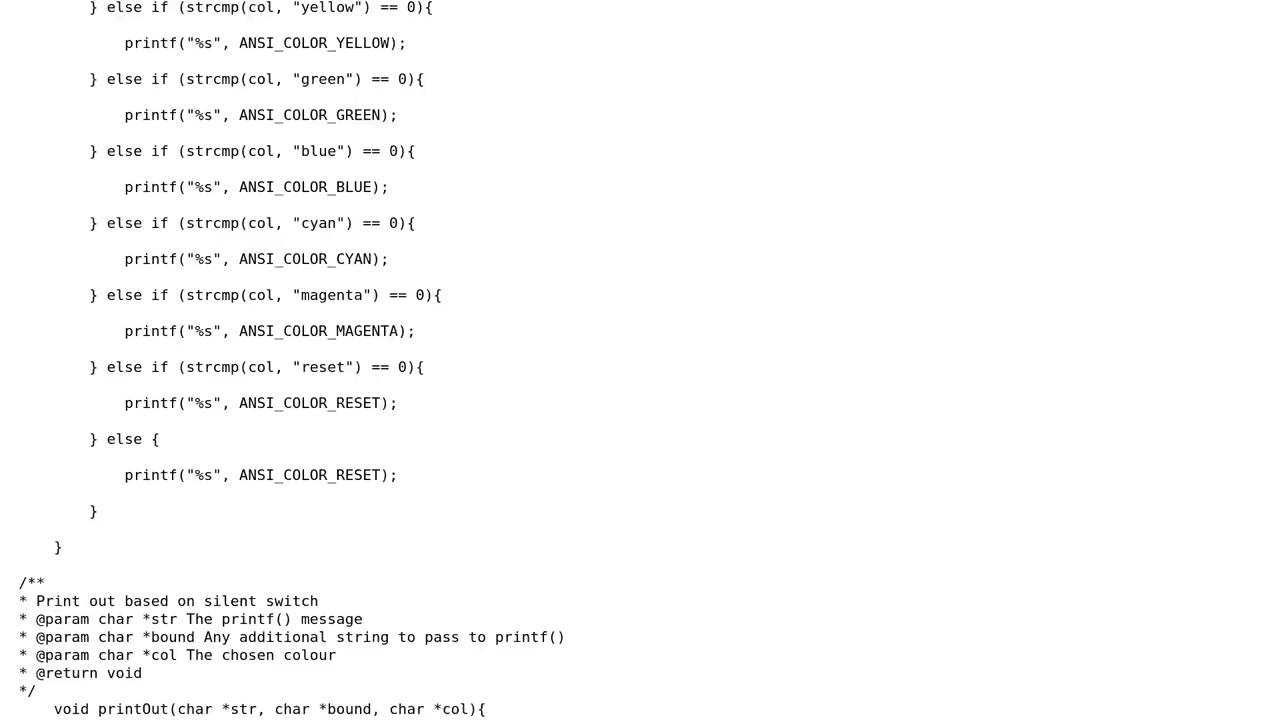 } else if (strcmp(col, "yellow") == 0){
            printf("%s", ANSI_COLOR_YELLOW);
        } else if (strcmp(col, "green") == 0){
            printf("%s", ANSI_COLOR_GREEN);
        } else if (strcmp(col, "blue") == 0){
            printf("%s", ANSI_COLOR_BLUE);
        } else if (strcmp(col, "cyan") == 0){
            printf("%s", ANSI_COLOR_CYAN);
        } else if (strcmp(col, "magenta") == 0){
            printf("%s", ANSI_COLOR_MAGENTA);
        } else if (strcmp(col, "reset") == 0){
            printf("%s", ANSI_COLOR_RESET);
        } else {
            printf("%s", ANSI_COLOR_RESET);
        }
    }
/**
* Print out based on silent switch
* @param char *str The printf() message
* @param char *bound Any additional string to pass to printf()
* @param char *col The chosen colour
* @return void
*/
    void printOut(char *str, char *bound, char *col){